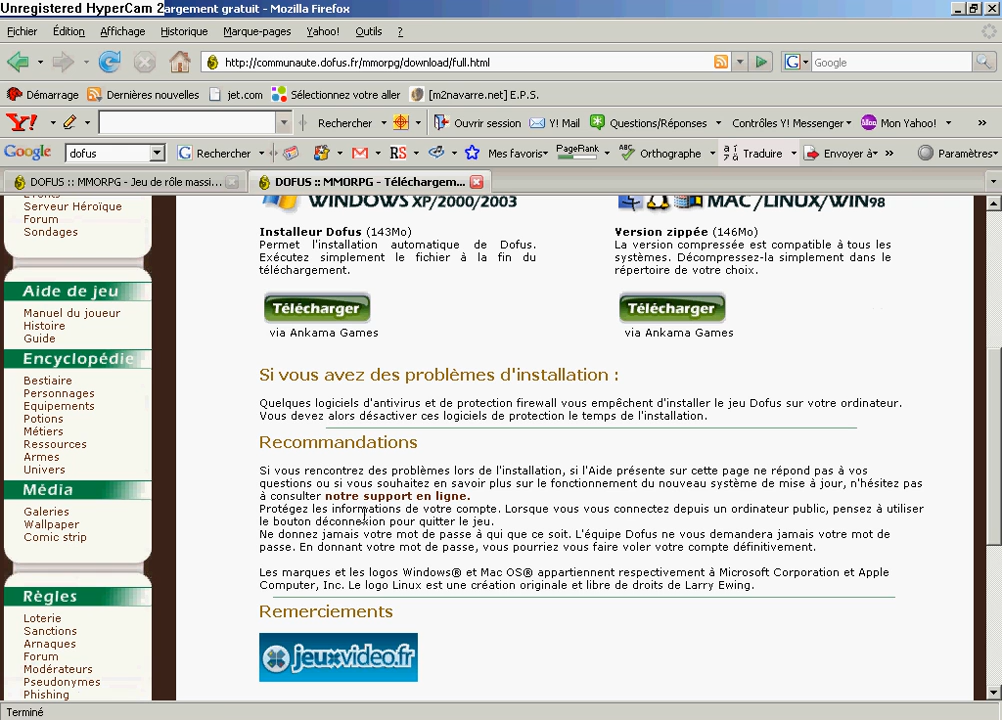 Unregistered HyperCam 2argement gratuit - Mozilla Firefox
Fichier Édition Affichage Historique Marque-pages Yahoo! Outils ?
http://communaute.dofus.fr/mmorpg/download/full.html
Google
Démarrage Dernières nouvelles jet.com Sélectionnez votre aller [m2navarre.net] E.P.S.
Y! Rechercher Ouvrir session Y! Mail Questions/Réponses Contrôles Y! Messenger Mon Yahoo! »
Google dofus Rechercher RS Mes favoris PageRank Orthographe Traduire Envoyer à » Paramètres
DOFUS :: MMORPG - Jeu de rôle massi...
DOFUS :: MMORPG - Téléchargem...
Serveur Héroïque
Forum
Sondages
Aide de jeu
Manuel du joueur
Histoire
Guide
Encyclopédie
Bestiaire
Personnages
Equipements
Potions
Métiers
Ressources
Armes
Univers
Média
Galeries
Wallpaper
Comic strip
Règles
Loterie
Sanctions
Arnaques
Forum
Modérateurs
Pseudonymes
Phishing
WINDOWS XP/2000/2003
Installeur Dofus (143Mo)
Permet l'installation automatique de Dofus.
Exécutez simplement le fichier à la fin du
téléchargement.
Télécharger
via Ankama Games
MAC/LINUX/WIN98
Version zippée (146Mo)
La version compressée est compatible à tous les
systèmes. Décompressez-la simplement dans le
répertoire de votre choix.
Télécharger
via Ankama Games
Si vous avez des problèmes d'installation :
Quelques logiciels d'antivirus et de protection firewall vous empêchent d'installer le jeu Dofus sur votre ordinateur.
Vous devez alors désactiver ces logiciels de protection le temps de l'installation.
Recommandations
Si vous rencontrez des problèmes lors de l'installation, si l'Aide présente sur cette page ne répond pas à vos
questions ou si vous souhaitez en savoir plus sur le fonctionnement du nouveau système de mise à jour, n'hésitez pas
à consulter notre support en ligne.
Protégez les informations de votre compte. Lorsque vous vous connectez depuis un ordinateur public, pensez à utiliser
le bouton déconnexion pour quitter le jeu.
Ne donnez jamais votre mot de passe à qui que ce soit. L'équipe Dofus ne vous demandera jamais votre mot de
passe. En donnant votre mot de passe, vous pourriez vous faire voler votre compte définitivement.
Les marques et les logos Windows® et Mac OS® appartiennent respectivement à Microsoft Corporation et Apple
Computer, Inc. Le logo Linux est une création originale et libre de droits de Larry Ewing.
Remerciements
jeuxvideo.fr
Terminé